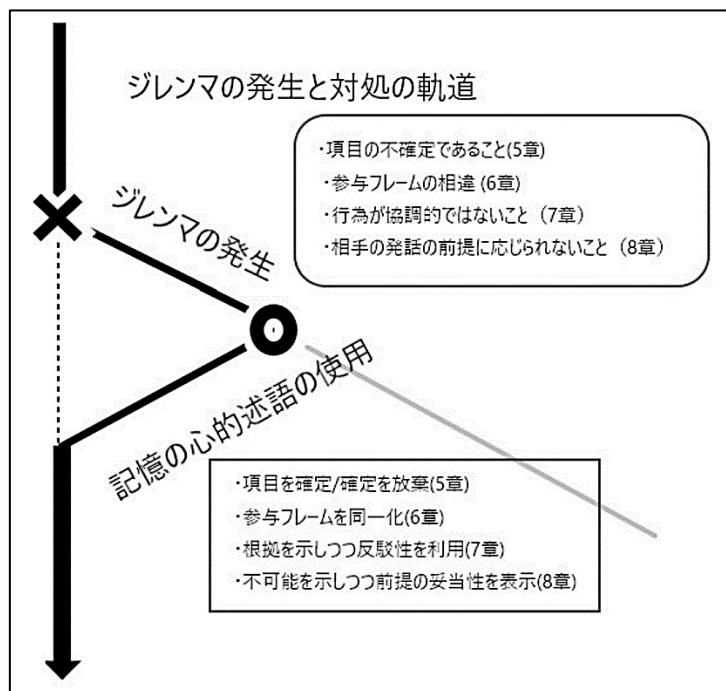 ジレンマの発生と対処の軌道
・項目の不確定であること(5章)
・参与フレームの相違 (6章)
・行為が協調的ではないこと（7章）
・相手の発話の前提に応じられないこと（8章）
ジレンマの発生
記憶の心的述語の使用
・項目を確定/確定を放棄(5章)
・参与フレームを同一化(6章)
・根拠を示しつつ反駁性を利用(7章)
・不可能を示しつつ前提の妥当性を表示(8章)